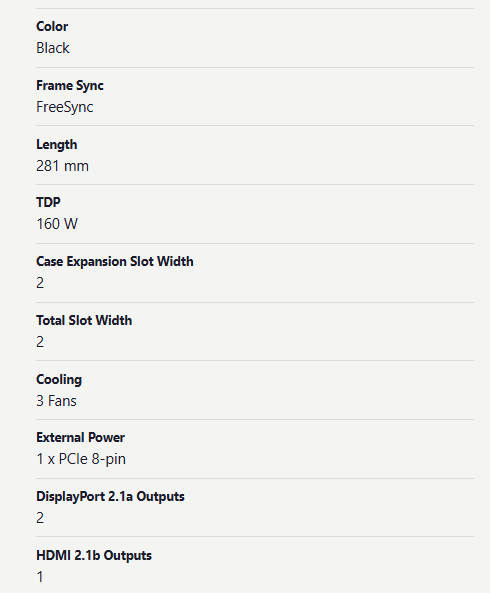 Color
Black
Frame Sync
FreeSync
Length
281 mm
TDP
160 W
Case Expansion Slot Width
2
Total Slot Width
2
Cooling
3 Fans
External Power
1 x PCIe 8-pin
DisplayPort 2.1a Outputs
2
HDMI 2.1b Outputs
1